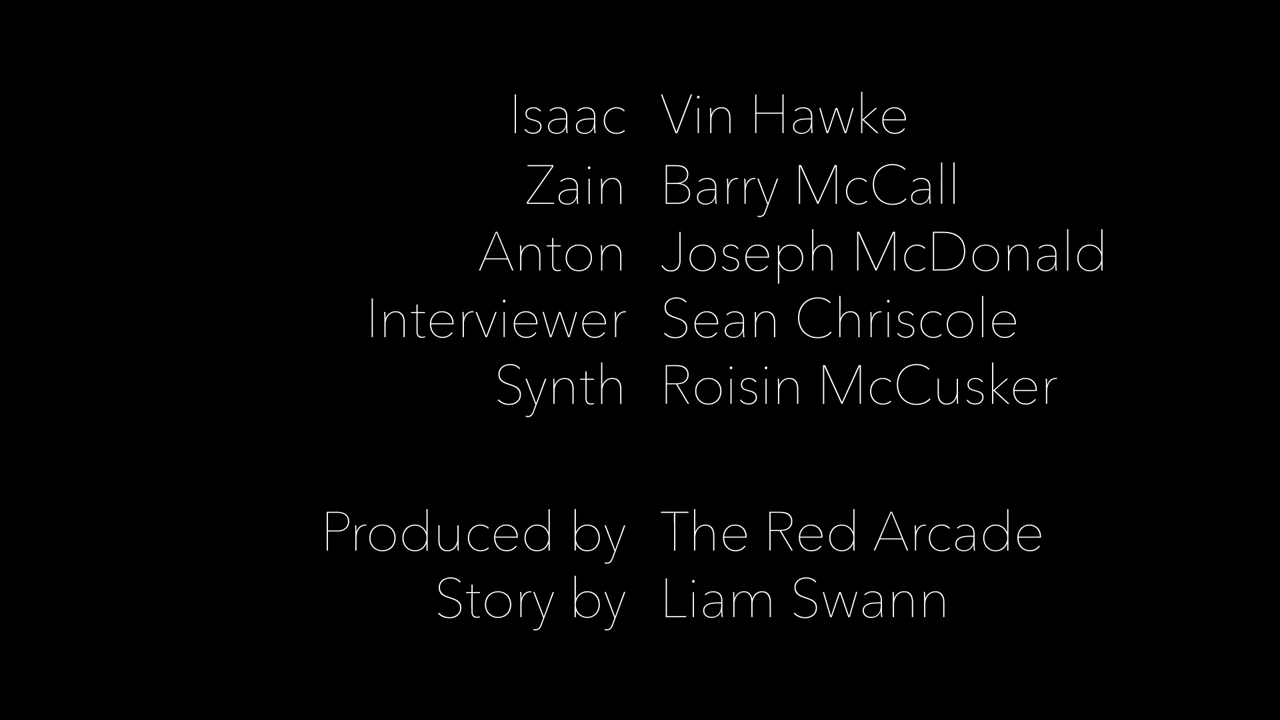 Isaac Vin Hawke
Zain Barry McCall
Anton Joseph McDonald
Interviewer Sean Chriscole
Synth Roisin McCusker
Produced by The Red Arcade
Story by Liam Swann